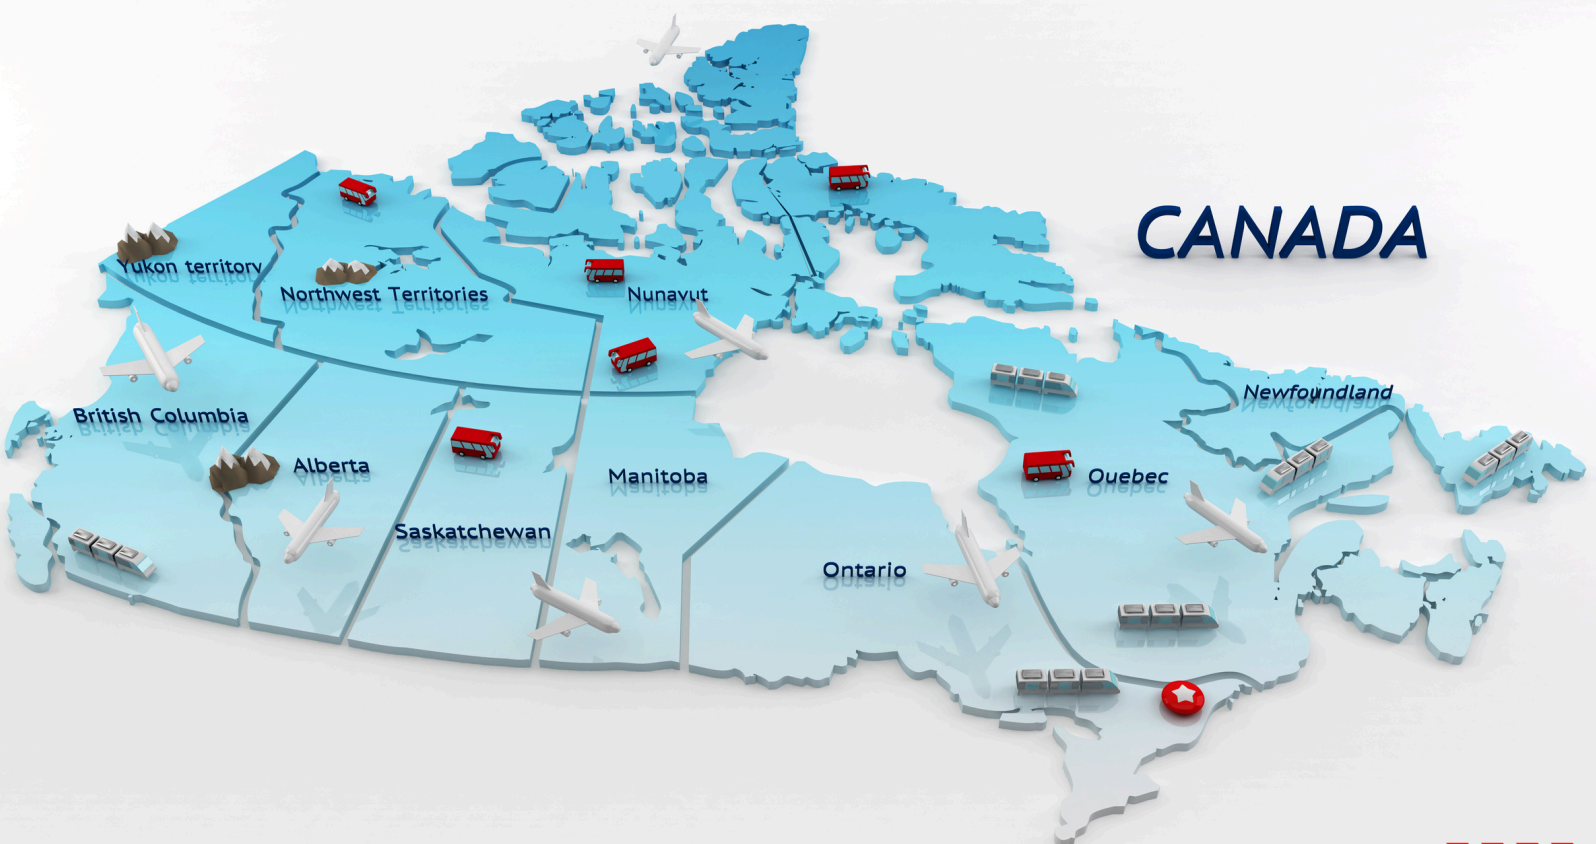 CANADA
Yukon territory
Northwest Territories
Nunavut
British Columbia
Newfoundland
Alberta
Manitoba
Quebec
Saskatchewan
Ontario